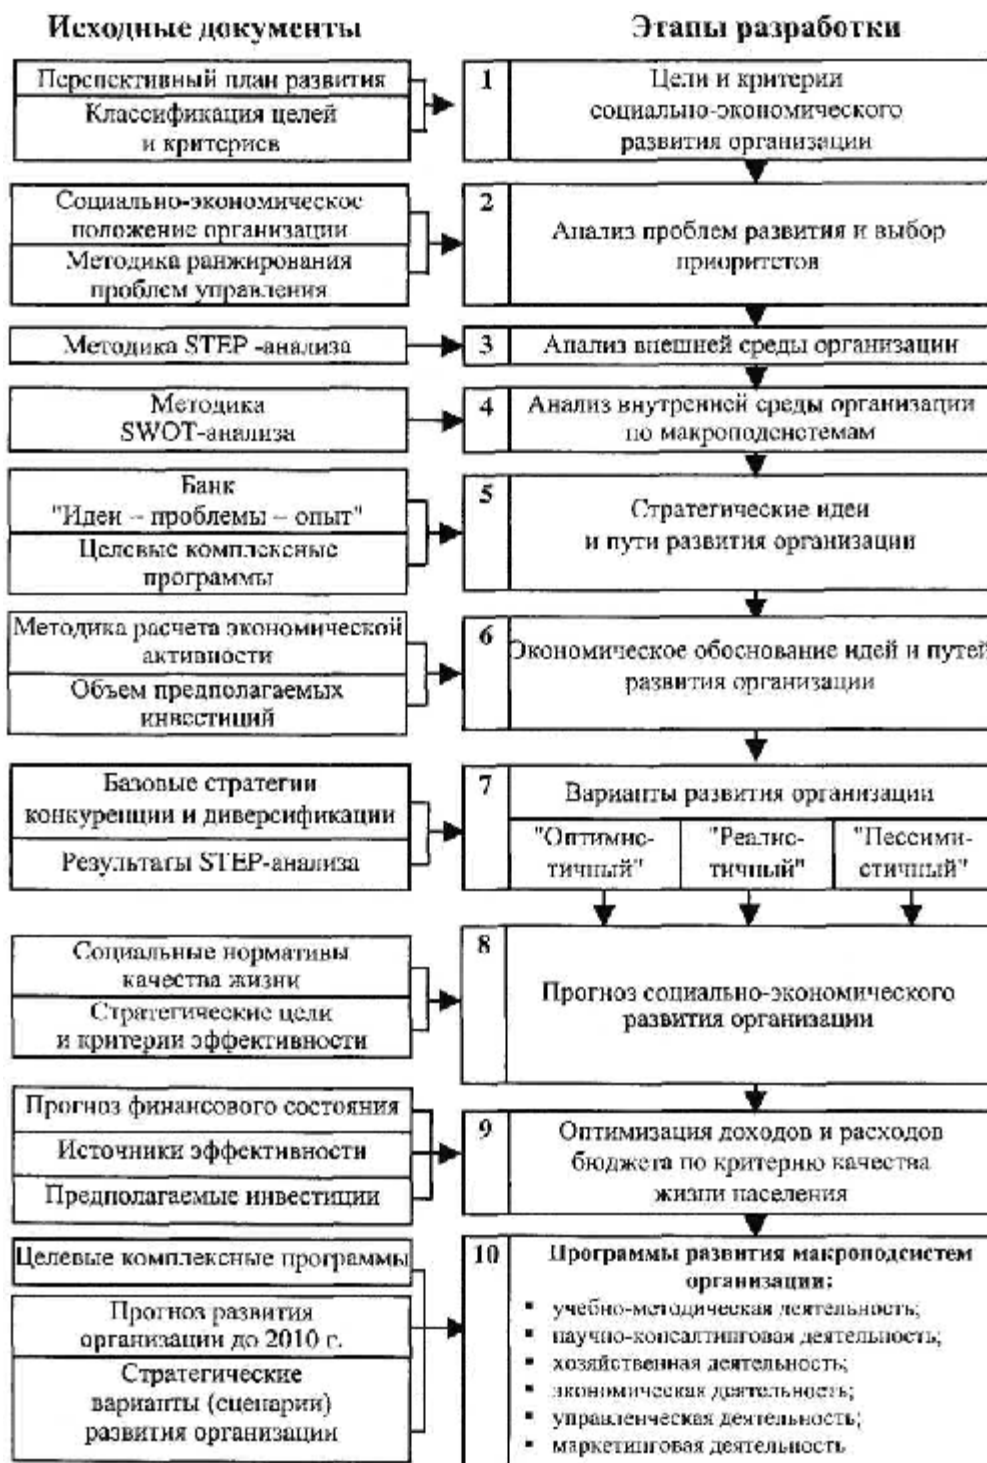 Исходные документы
Этапы разработки
Перспективный план развития
Классификация целей
и критериев
1
Цели и критерии
социально-экономического
развития организации
Социально-экономическое
положение организации
Методика ранжирования
проблем управления
2
Анализ проблем развития и выбор
приоритетов
Методика STEP -анализа
3
Анализ внешней среды организации
Методика
SWOT-анализа
4
Анализ внутренней среды организации
по макроподсистемам
Банк
"Идеи – проблемы – опыт"
Целевые комплексные
программы
5
Стратегические идеи
и пути развития организации
Методика расчета экономической
активности
Объем предполагаемых
инвестиций
6
Экономическое обоснование идей и путей
развития организации
Базовые стратегии
конкуренции и диверсификации
Результаты STEP-анализа
7
Варианты развития организации
"Оптимис-
тичный"
"Реалис-
тичный"
"Пессими-
стичный"
Социальные нормативы
качества жизни
Стратегические цели
и критерии эффективности
8
Прогноз социально-экономического
развития организации
Прогноз финансового состояния
Источники эффективности
Предполагаемые инвестиции
9
Оптимизация доходов и расходов
бюджета по критерию качества
жизни населения
Целевые комплексные программы
Прогноз развития
организации до 2010 г.
Стратегические
варианты (сценарии)
развития организации
10
Программы развития макроподсистем
организации:
▪ учебно-методическая деятельность;
▪ научно-консалтинговая деятельность;
▪ хозяйственная деятельность;
▪ экономическая деятельность;
▪ управленческая деятельность;
▪ маркетинговая деятельность